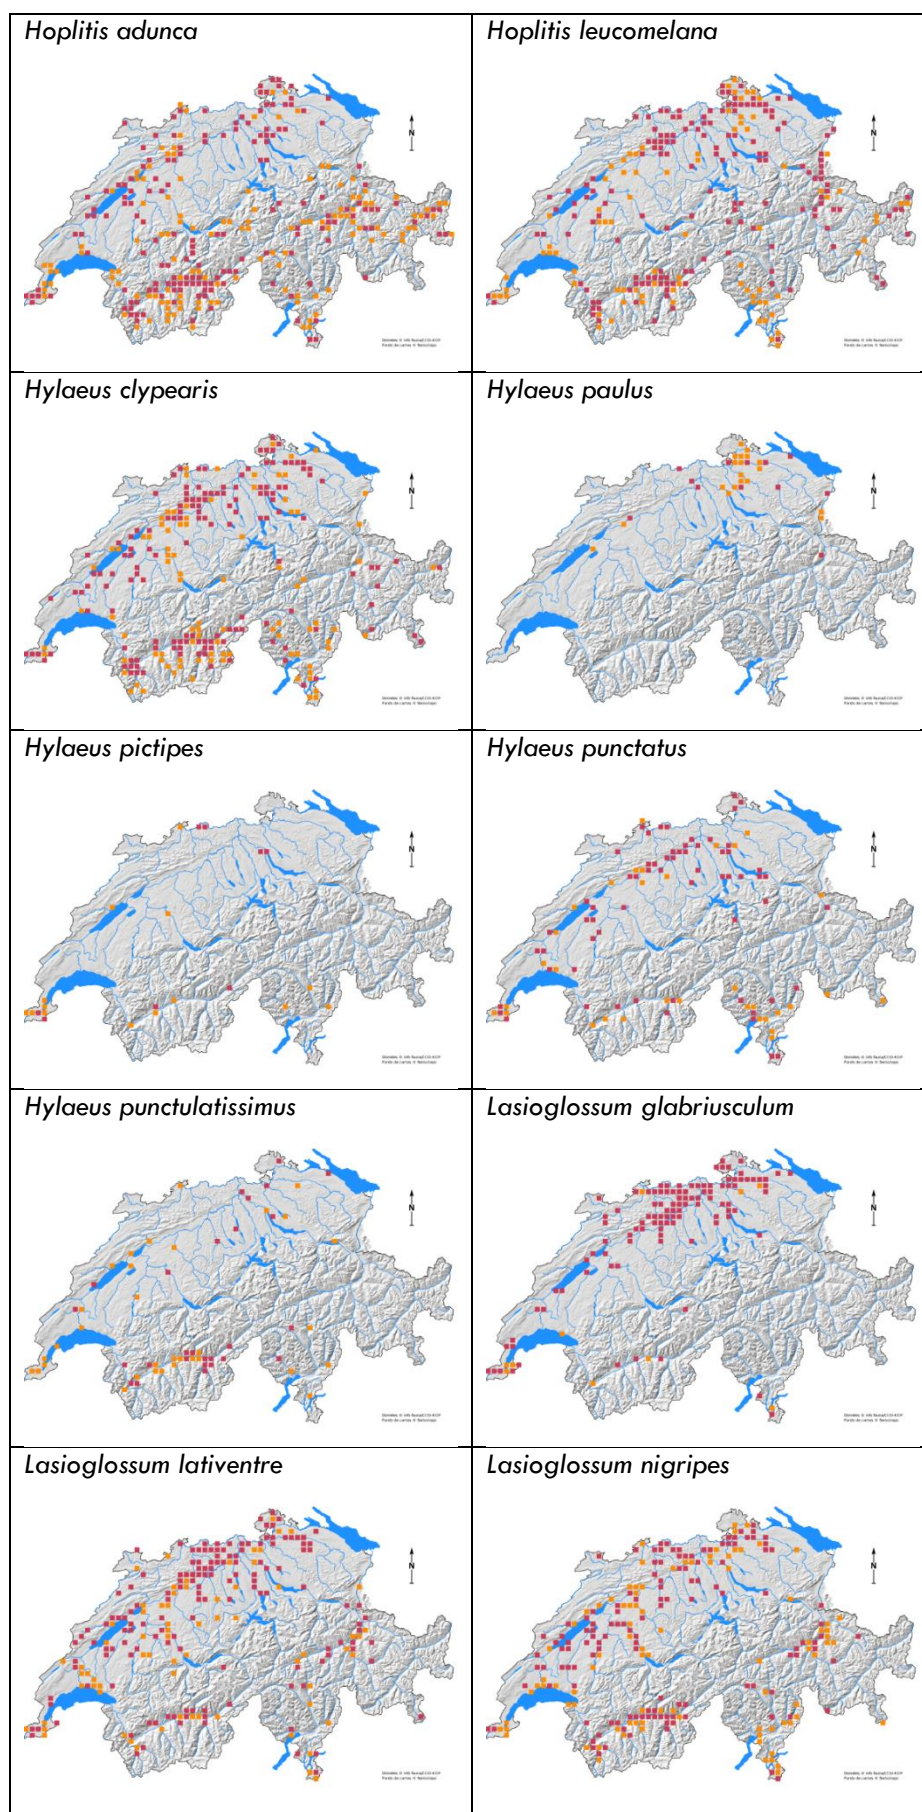 Hoplitis adunca
Hoplitis leucomelana
N
N
Hylaeus clypearis
Hylaeus paulus
N
N
Hylaeus pictipes
Hylaeus punctatus
N
N
Hylaeus punctulatissimus
Lasioglossum glabriusculum
N
N
Lasioglossum lativentre
Lasioglossum nigripes
N
N